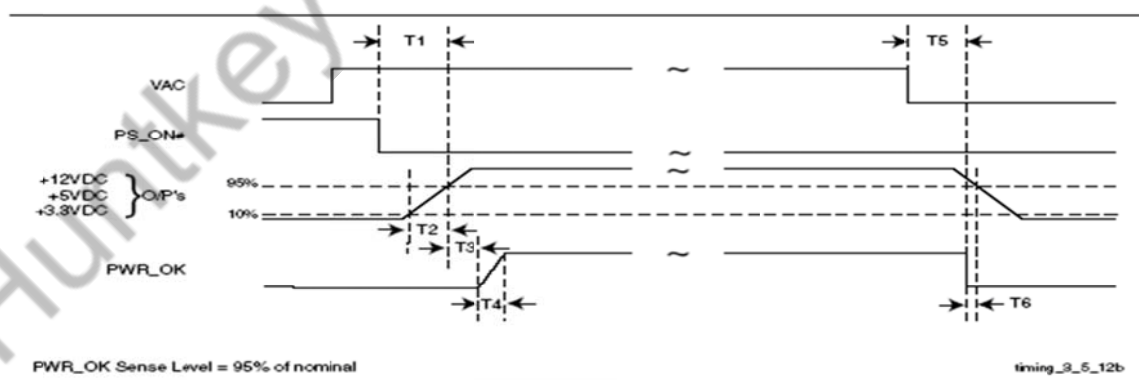 Huntkey
T1
T5
VAC
~
PS_ON#
~
+12VDC
+5VDC } O/P's
+3.3VDC
95%
~
10%
T2
T3
PWR_OK
~
T4
T6
PWR_OK Sense Level = 95% of nominal
timing_3_5_12b